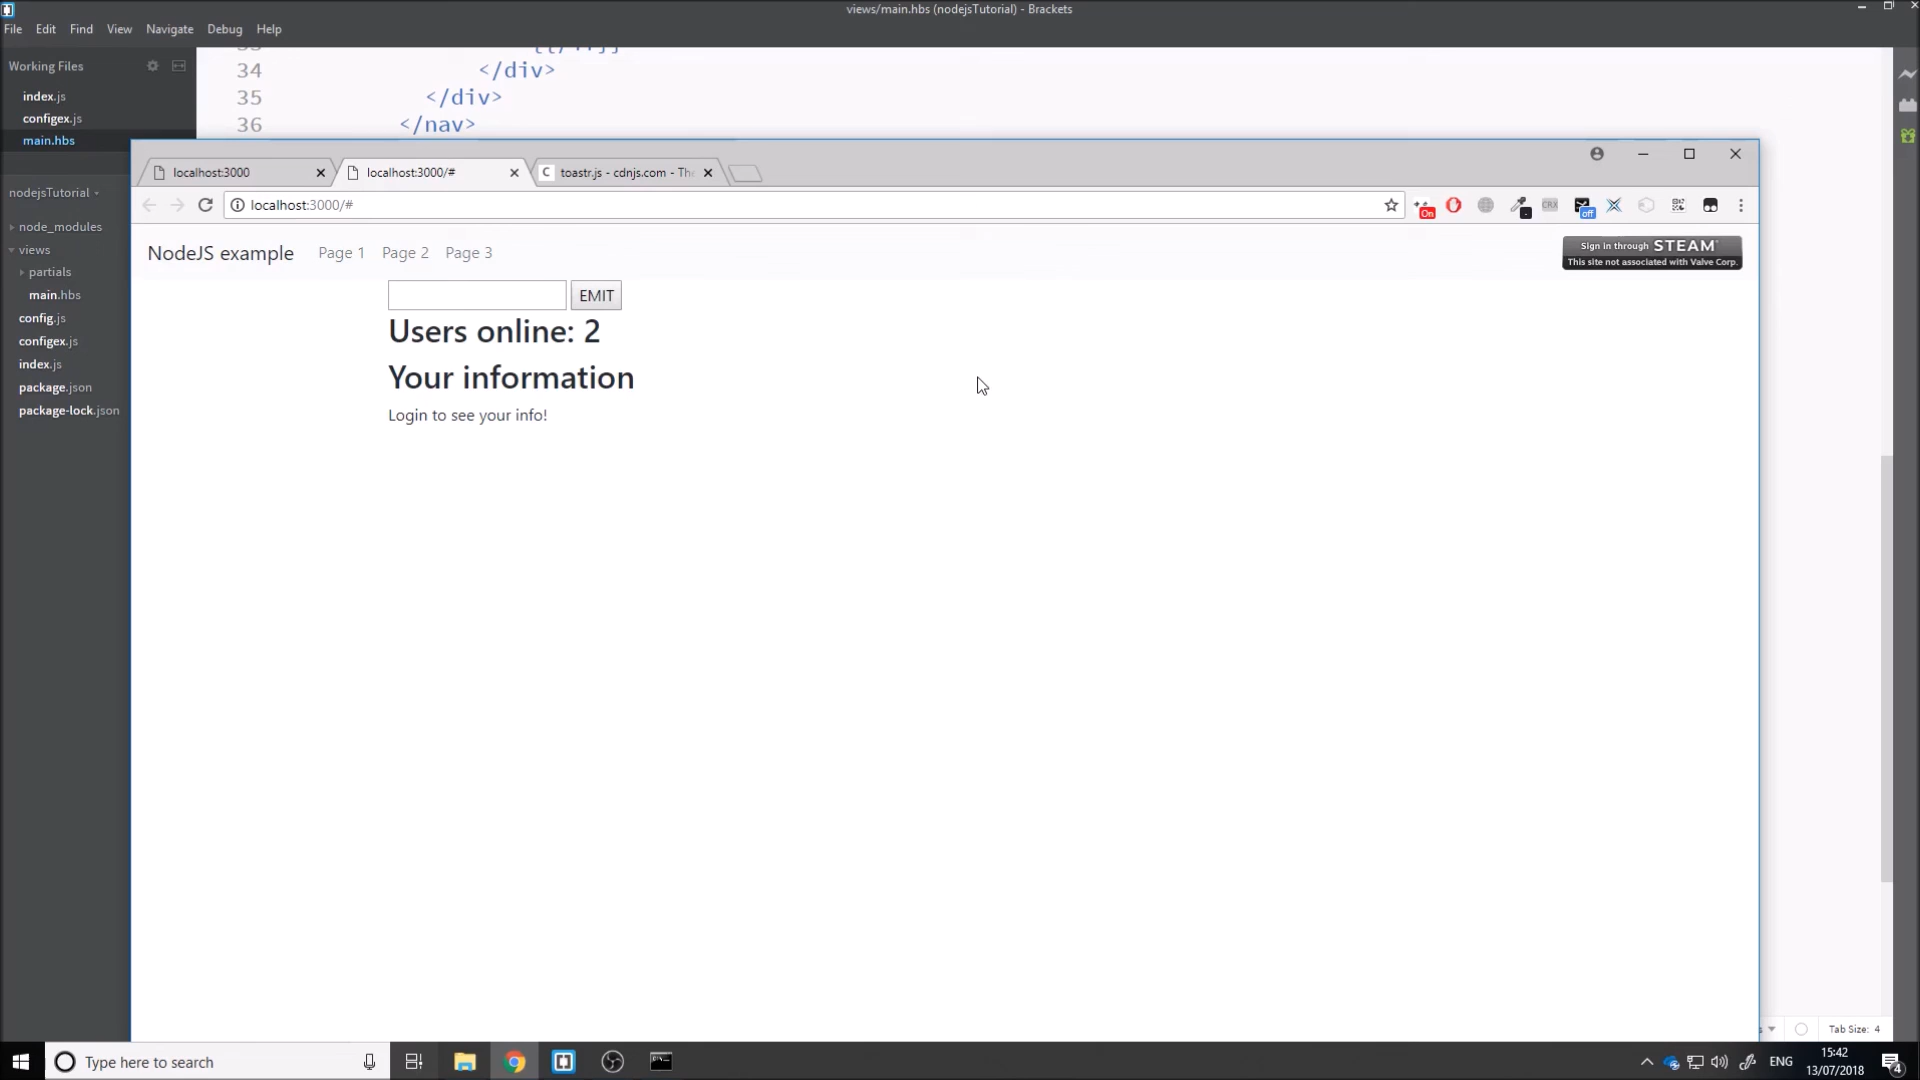 views/main.hbs (nodejsTutorial) - Brackets
File Edit Find View Navigate Debug Help
Working Files
index.js
configex.js
main.hbs
nodejsTutorial
node_modules
views
partials
main.hbs
config.js
configex.js
index.js
package.json
package-lock.json
34 </div>
35 </div>
36 </nav>
localhost:3000
localhost:3000/#
toastr.js - cdnjs.com - The
localhost:3000/#
On
CRX
off
NodeJS example Page 1 Page 2 Page 3
Sign in through STEAM
This site not associated with Valve Corp.
EMIT
Users online: 2
Your information
Login to see your info!
Tab Size: 4
Type here to search
ENG
15:42
13/07/2018
4